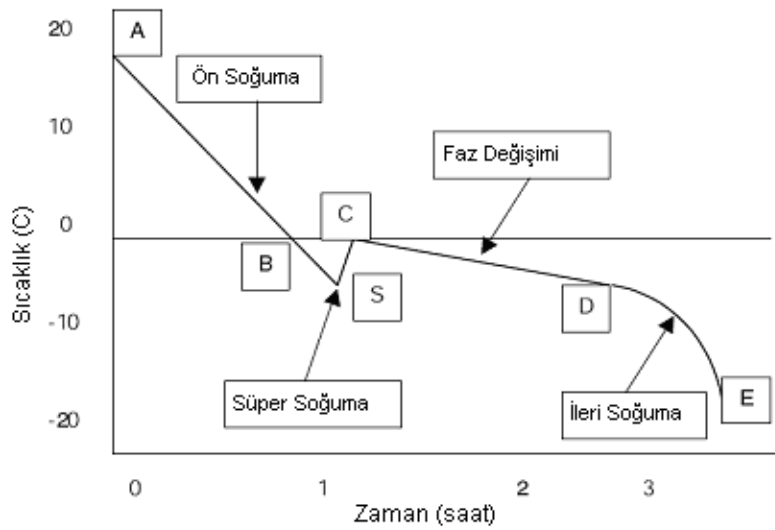 20
A
Ön Soğuma
10
Faz Değişimi
0
C
B
S
D
-10
Süper Soğuma
İleri Soğuma
E
-20
Sıcaklık (C)
0 1 2 3
Zaman (saat)